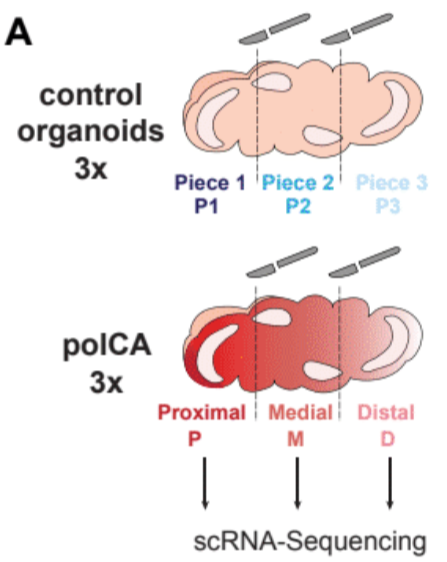 A
control
organoids
3x
Piece 1 Piece 2 Piece 3
P1 P2 P3
polCA
3x
Proximal Medial Distal
P M D
scRNA-Sequencing